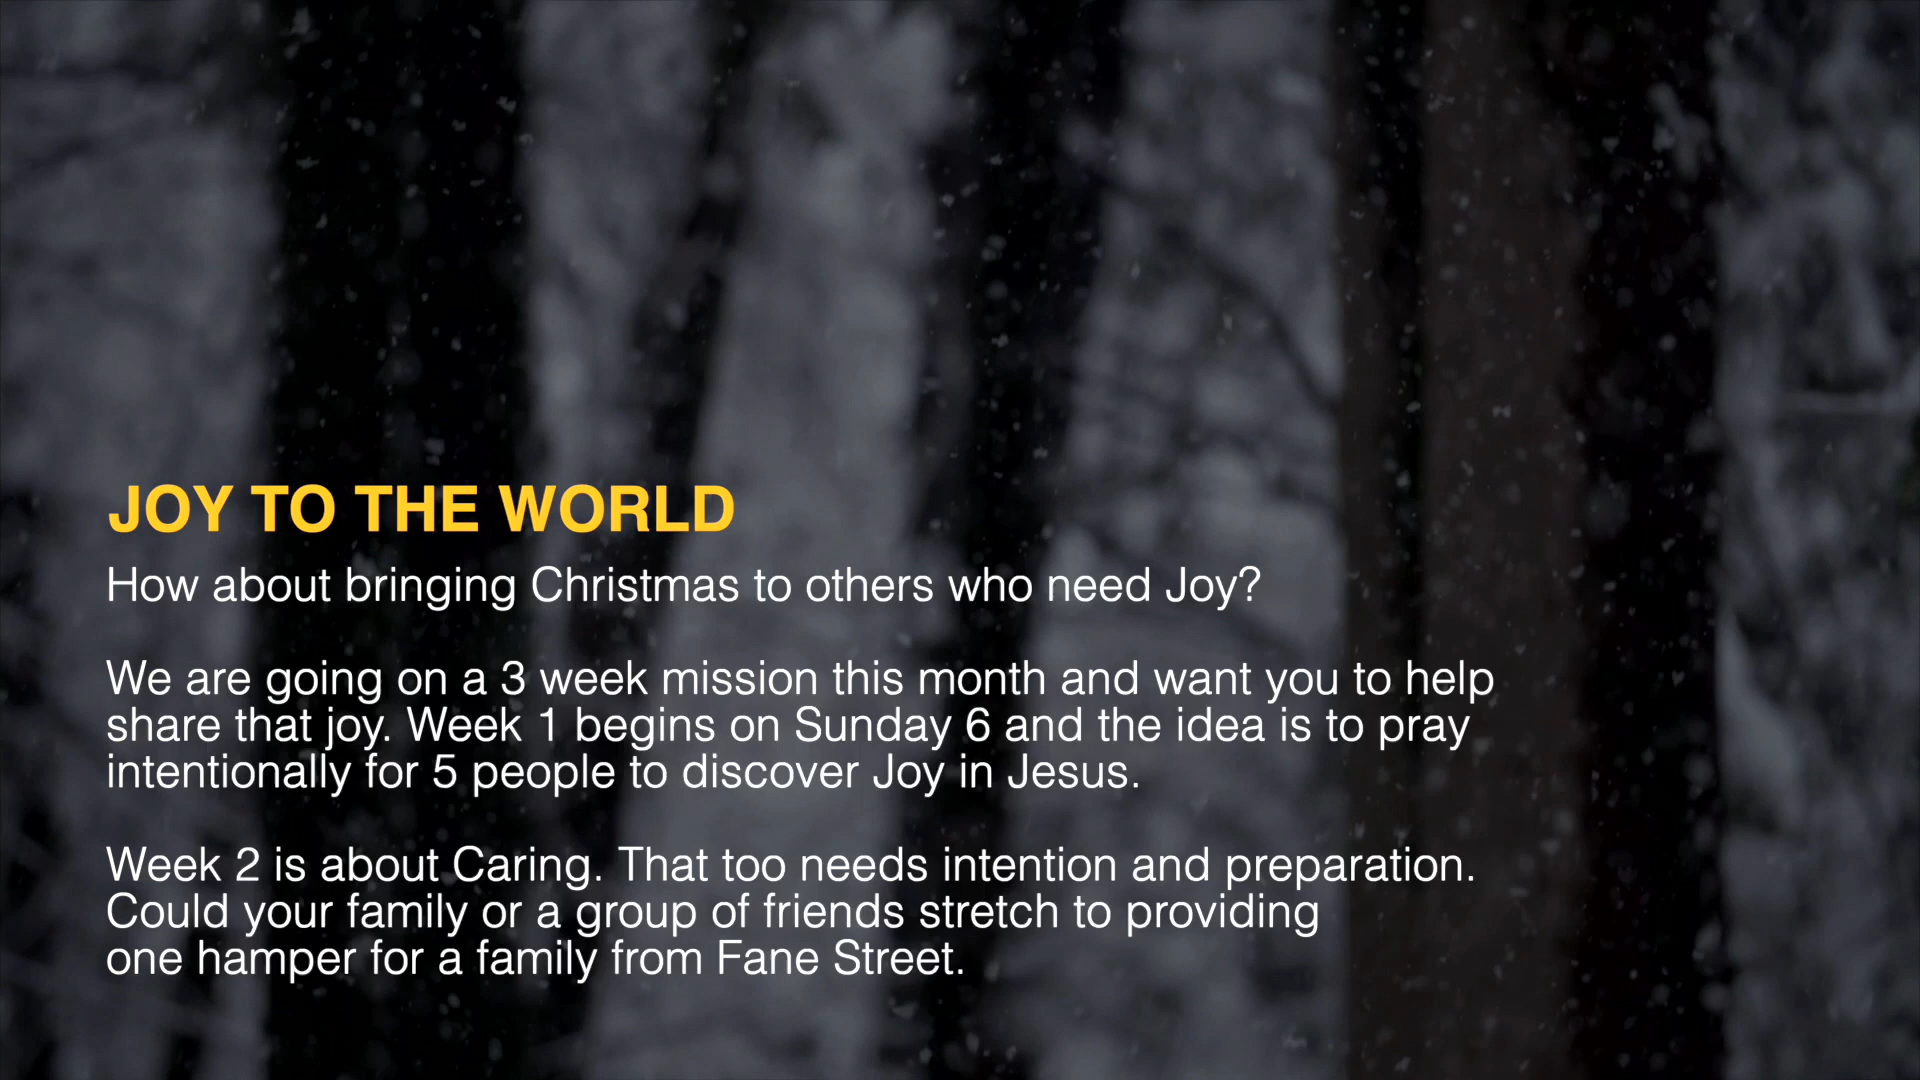 JOY TO THE WORLD
How about bringing Christmas to others who need Joy?
We are going on a 3 week mission this month and want you to help
share that joy. Week 1 begins on Sunday 6 and the idea is to pray
intentionally for 5 people to discover Joy in Jesus.
Week 2 is about Caring. That too needs intention and preparation.
Could your family or a group of friends stretch to providing
one hamper for a family from Fane Street.